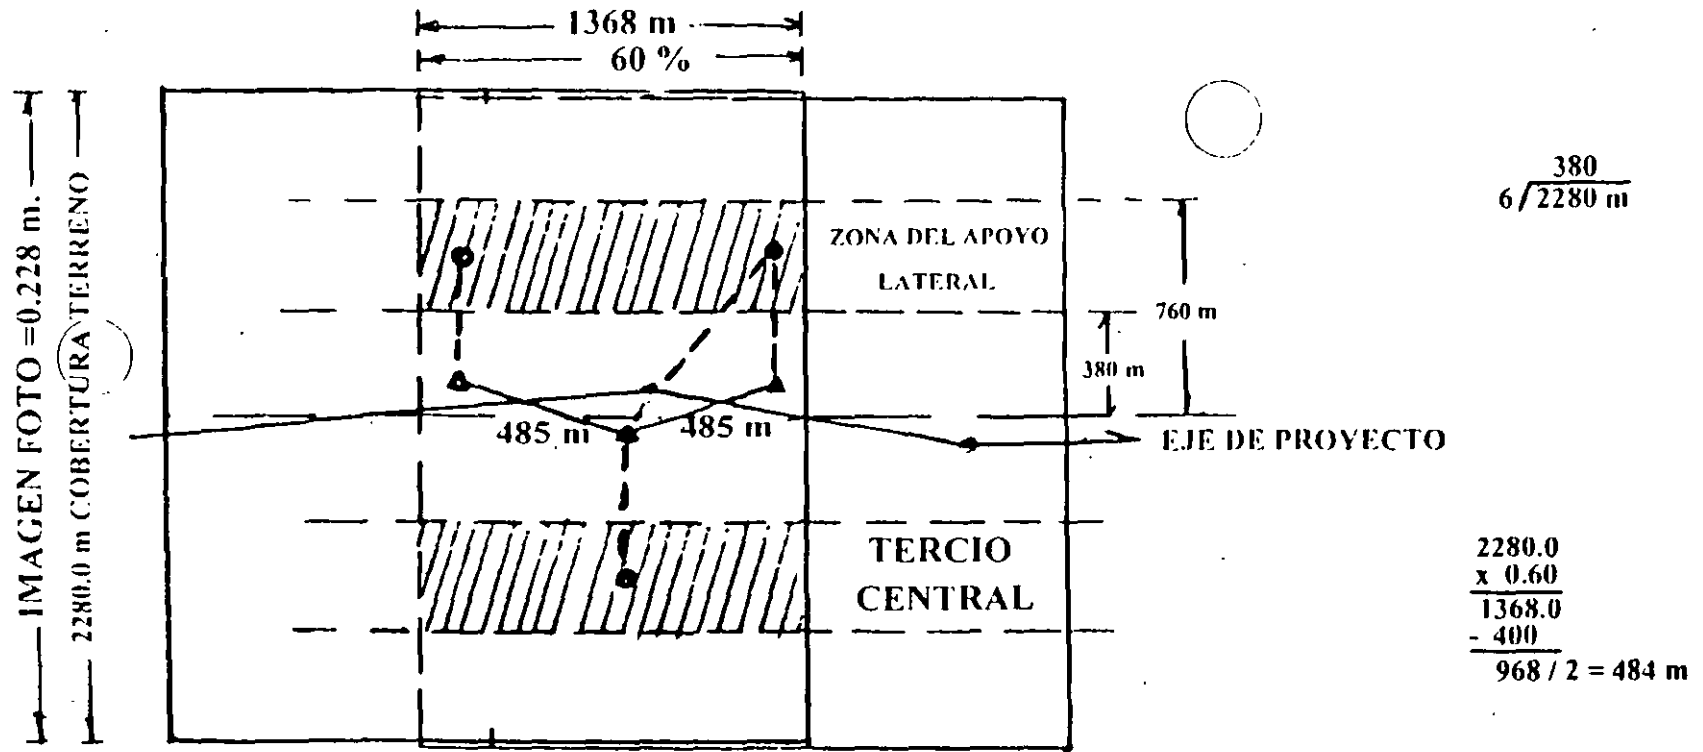 1368 m
60 %
IMAGEN FOTO =0.228 m.
2280.0 m COBERTURA TERRENO
ZONA DEL APOYO
LATERAL
760 m
380 m
485 m
485 m
EJE DE PROYECTO
TERCIO
CENTRAL
380
6 / 2280 m
2280.0
x 0.60
1368.0
- 400
968 / 2 = 484 m